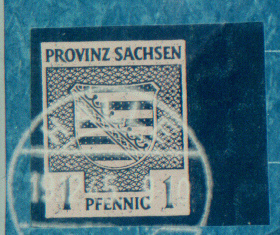 PROVINZ SACHSEN
1 PFENNIG 1